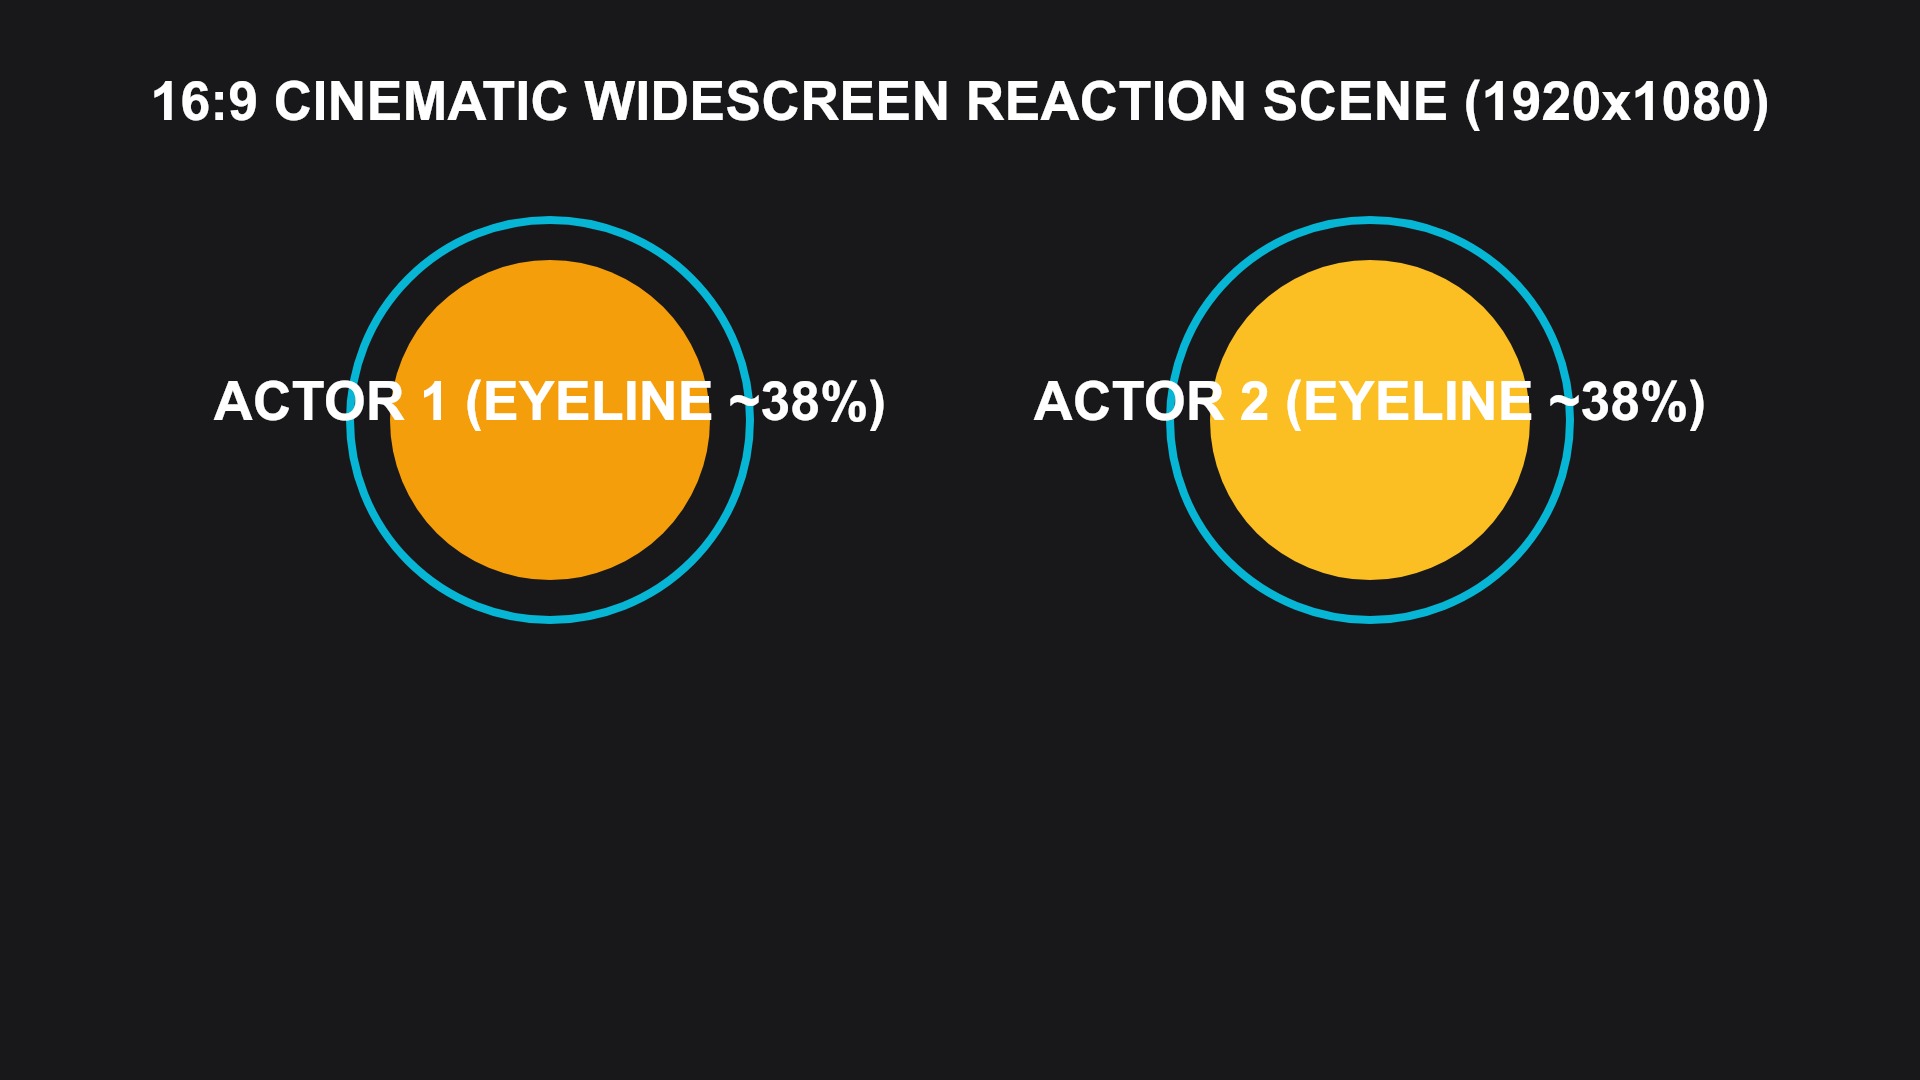 16:9 CINEMATIC WIDESCREEN REACTION SCENE (1920x1080)
ACTOR 1 (EYELINE ~38%)
ACTOR 2 (EYELINE ~38%)